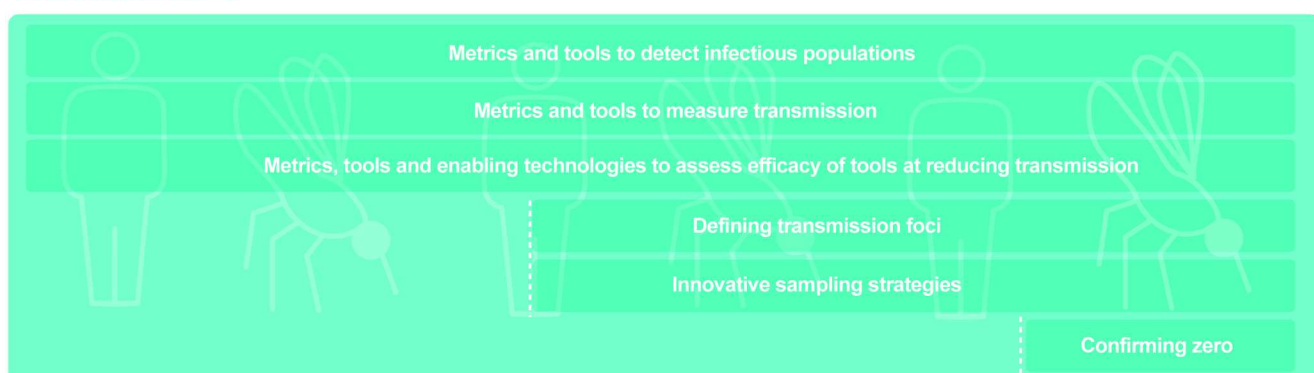 Metrics and tools to detect infectious populations
Metrics and tools to measure transmission
Metrics, tools and enabling technologies to assess efficacy of tools at reducing transmission
Defining transmission foci
Innovative sampling strategies
Confirming zero